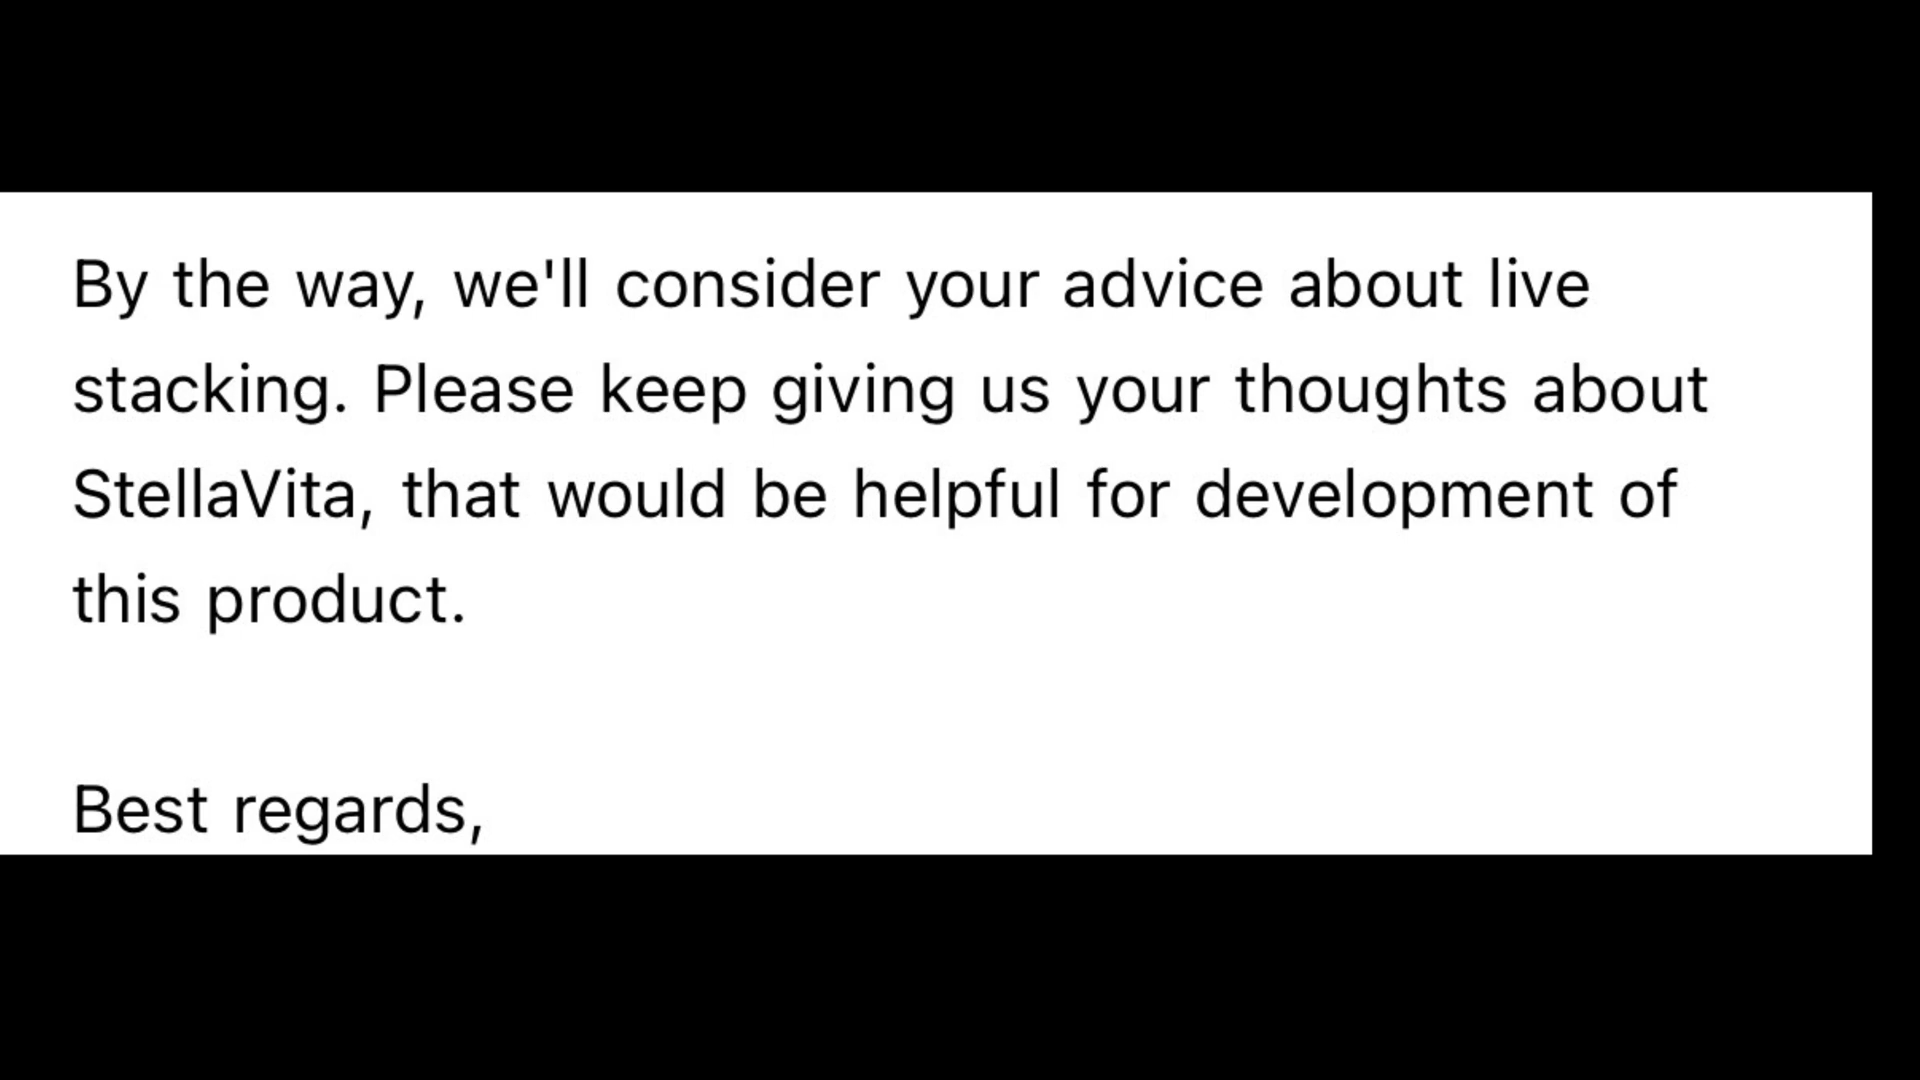 By the way, we'll consider your advice about live
stacking. Please keep giving us your thoughts about
StellaVita, that would be helpful for development of
this product.
Best regards,